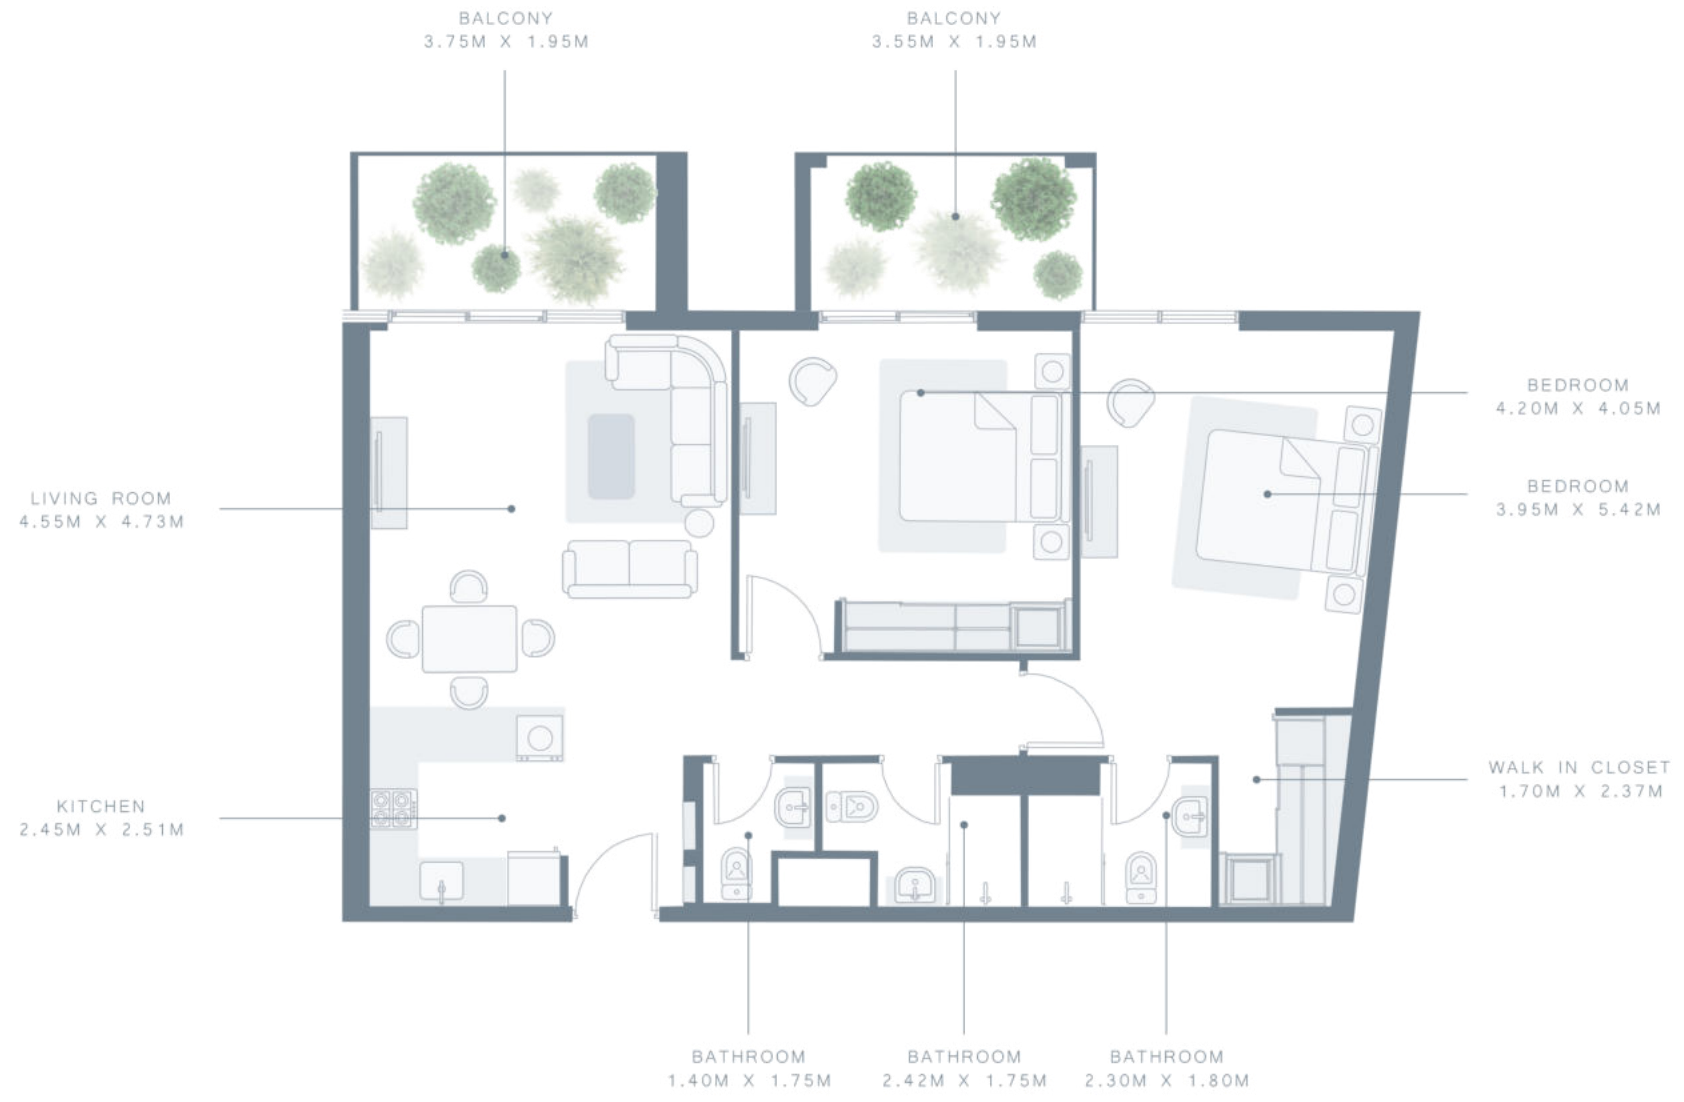 BALCONY
3.75M X 1.95M
BALCONY
3.55M X 1.95M
BEDROOM
4.20M X 4.05M
BEDROOM
3.95M X 5.42M
LIVING ROOM
4.55M X 4.73M
WALK IN CLOSET
1.70M X 2.37M
KITCHEN
2.45M X 2.51M
BATHROOM
1.40M X 1.75M
BATHROOM
2.42M X 1.75M
BATHROOM
2.30M X 1.80M